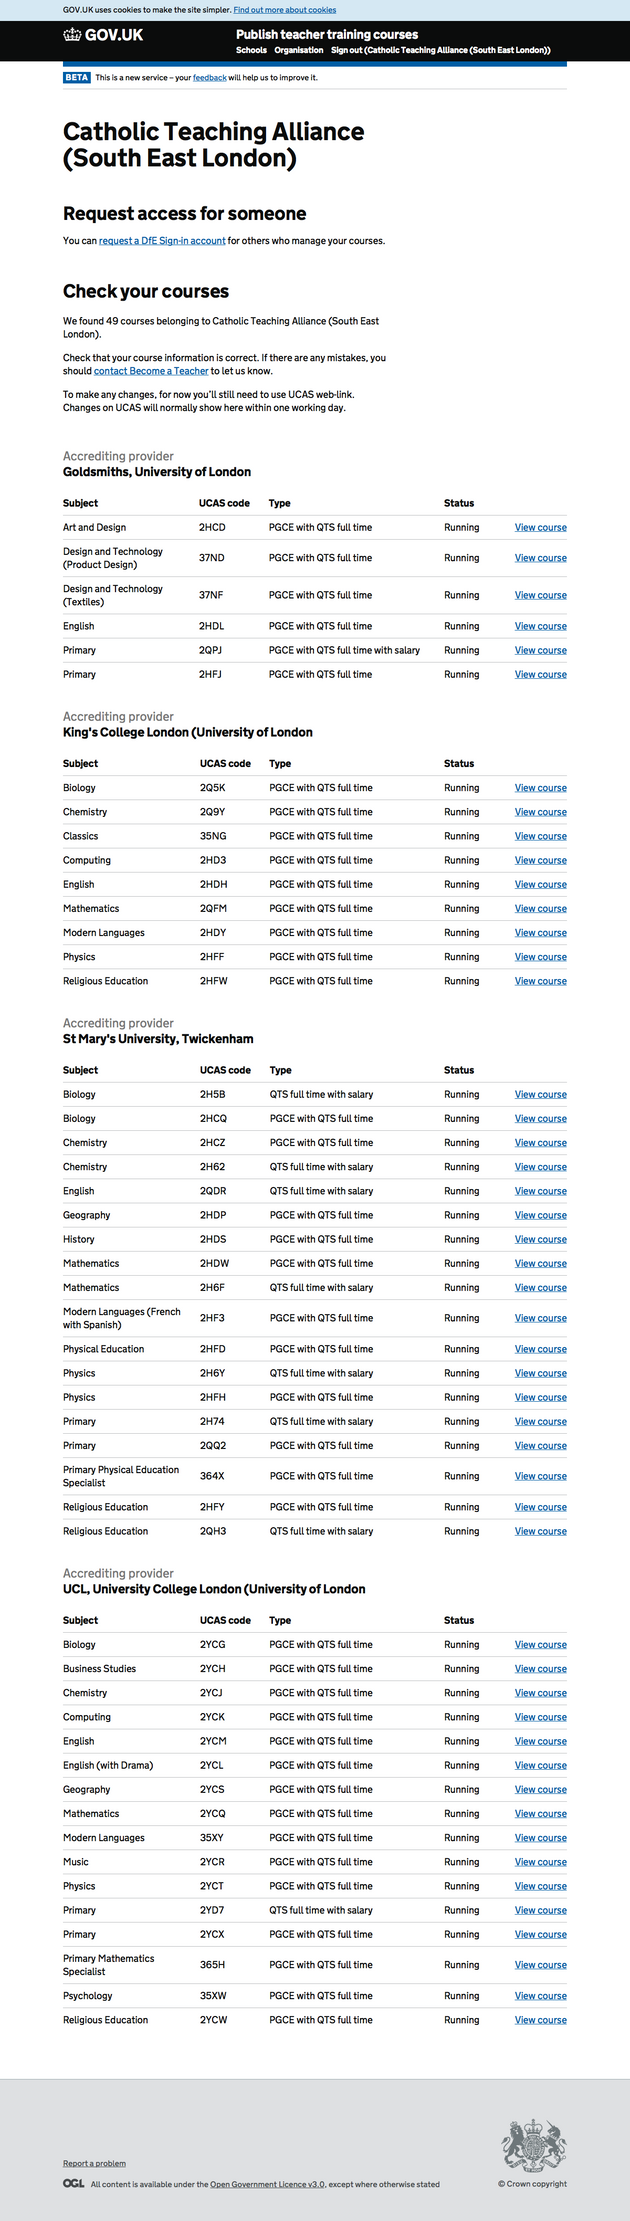 GOV.UK uses cookies to make the site simpler. Find out more about cookies
GOV.UK
Publish teacher training courses
Schools Organisation Sign out (Catholic Teaching Alliance (South East London))
BETA This is a new service – your feedback will help us to improve it.
Catholic Teaching Alliance
(South East London)
Request access for someone
You can request a DfE Sign-in account for others who manage your courses.
Check your courses
We found 49 courses belonging to Catholic Teaching Alliance (South East
London).
Check that your course information is correct. If there are any mistakes, you
should contact Become a Teacher to let us know.
To make any changes, for now you'll still need to use UCAS web-link.
Changes on UCAS will normally show here within one working day.
Accrediting provider
Goldsmiths, University of London
Subject UCAS code Type Status
Art and Design 2HCD PGCE with QTS full time Running View course
Design and Technology
(Product Design) 37ND PGCE with QTS full time Running View course
Design and Technology
(Textiles) 37NF PGCE with QTS full time Running View course
English 2HDL PGCE with QTS full time Running View course
Primary 2QPJ PGCE with QTS full time with salary Running View course
Primary 2HFJ PGCE with QTS full time Running View course
Accrediting provider
King's College London (University of London
Subject UCAS code Type Status
Biology 2Q5K PGCE with QTS full time Running View course
Chemistry 2Q9Y PGCE with QTS full time Running View course
Classics 35NG PGCE with QTS full time Running View course
Computing 2HD3 PGCE with QTS full time Running View course
English 2HDH PGCE with QTS full time Running View course
Mathematics 2QFM PGCE with QTS full time Running View course
Modern Languages 2HDY PGCE with QTS full time Running View course
Physics 2HFF PGCE with QTS full time Running View course
Religious Education 2HFW PGCE with QTS full time Running View course
Accrediting provider
St Mary's University, Twickenham
Subject UCAS code Type Status
Biology 2H5B QTS full time with salary Running View course
Biology 2HCQ PGCE with QTS full time Running View course
Chemistry 2HCZ PGCE with QTS full time Running View course
Chemistry 2H62 QTS full time with salary Running View course
English 2QDR QTS full time with salary Running View course
Geography 2HDP PGCE with QTS full time Running View course
History 2HDS PGCE with QTS full time Running View course
Mathematics 2HDW PGCE with QTS full time Running View course
Mathematics 2H6F QTS full time with salary Running View course
Modern Languages (French
with Spanish) 2HF3 PGCE with QTS full time Running View course
Physical Education 2HFD PGCE with QTS full time Running View course
Physics 2H6Y QTS full time with salary Running View course
Physics 2HFH PGCE with QTS full time Running View course
Primary 2H74 QTS full time with salary Running View course
Primary 2QQ2 PGCE with QTS full time Running View course
Primary Physical Education
Specialist 364X PGCE with QTS full time Running View course
Religious Education 2HFY PGCE with QTS full time Running View course
Religious Education 2QH3 QTS full time with salary Running View course
Accrediting provider
UCL, University College London (University of London
Subject UCAS code Type Status
Biology 2YCG PGCE with QTS full time Running View course
Business Studies 2YCH PGCE with QTS full time Running View course
Chemistry 2YCJ PGCE with QTS full time Running View course
Computing 2YCK PGCE with QTS full time Running View course
English 2YCM PGCE with QTS full time Running View course
English (with Drama) 2YCL PGCE with QTS full time Running View course
Geography 2YCS PGCE with QTS full time Running View course
Mathematics 2YCQ PGCE with QTS full time Running View course
Modern Languages 35XY PGCE with QTS full time Running View course
Music 2YCR PGCE with QTS full time Running View course
Physics 2YCT PGCE with QTS full time Running View course
Primary 2YD7 QTS full time with salary Running View course
Primary 2YCX PGCE with QTS full time Running View course
Primary Mathematics
Specialist 365H PGCE with QTS full time Running View course
Psychology 35XW PGCE with QTS full time Running View course
Religious Education 2YCW PGCE with QTS full time Running View course
Report a problem
OGL All content is available under the Open Government Licence v3.0, except where otherwise stated
© Crown copyright